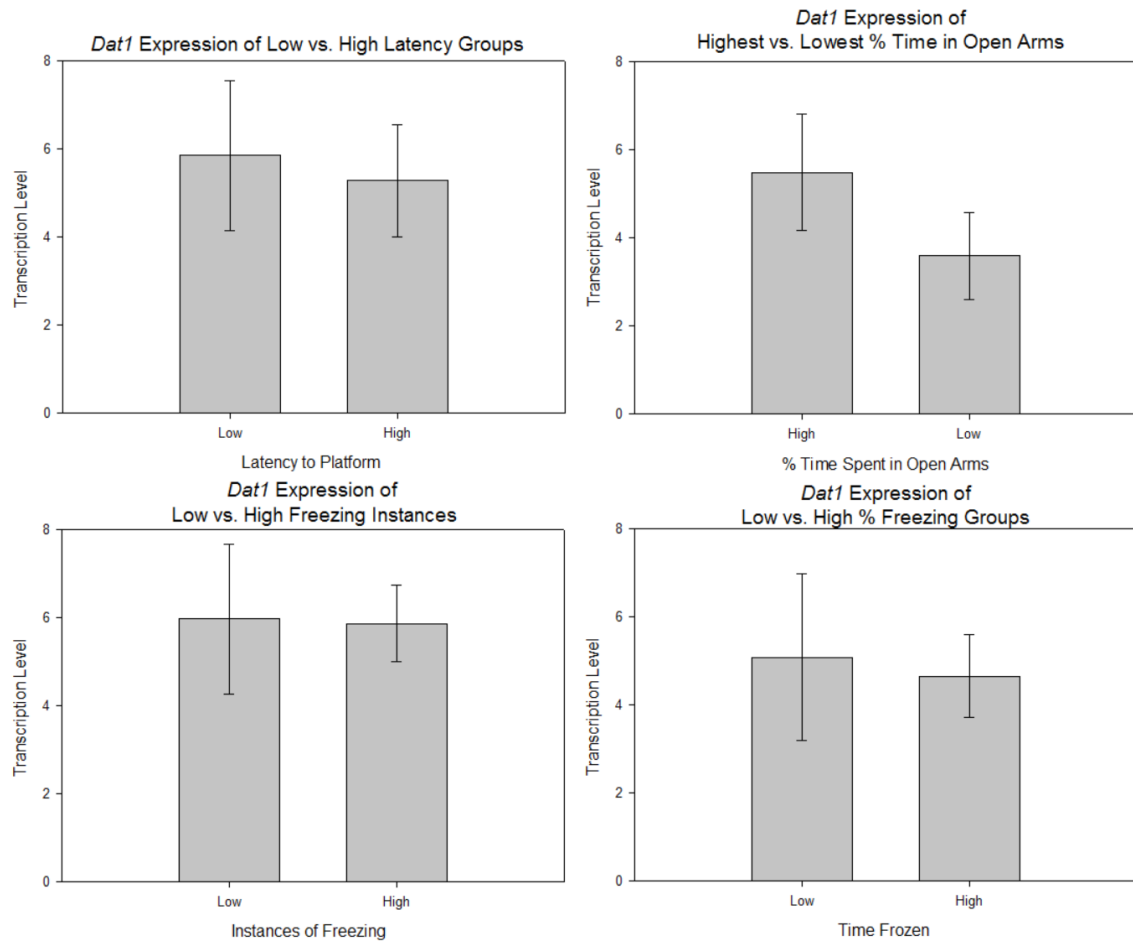 Dat1 Expression of Low vs. High Latency Groups
8
6
4
2
0
Transcription Level
Low
High
Latency to Platform
Dat1 Expression of
Highest vs. Lowest % Time in Open Arms
8
6
4
2
0
Transcription Level
High
Low
% Time Spent in Open Arms
Dat1 Expression of
Low vs. High Freezing Instances
8
6
4
2
0
Transcription Level
Low
High
Instances of Freezing
Dat1 Expression of
Low vs. High % Freezing Groups
8
6
4
2
0
Transcription Level
Low
High
Time Frozen